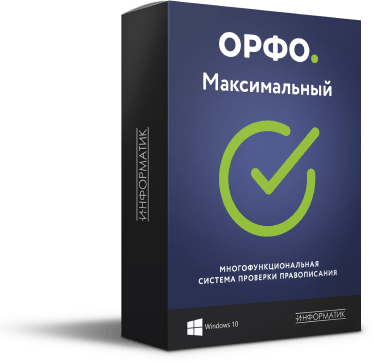 ОРФО.
Максимальный
МНОГОФУНКЦИОНАЛЬНАЯ
СИСТЕМА ПРОВЕРКИ ПРАВОПИСАНИЯ
Windows 10
ИНФОРМАТИК
ИНФОРМАТИК